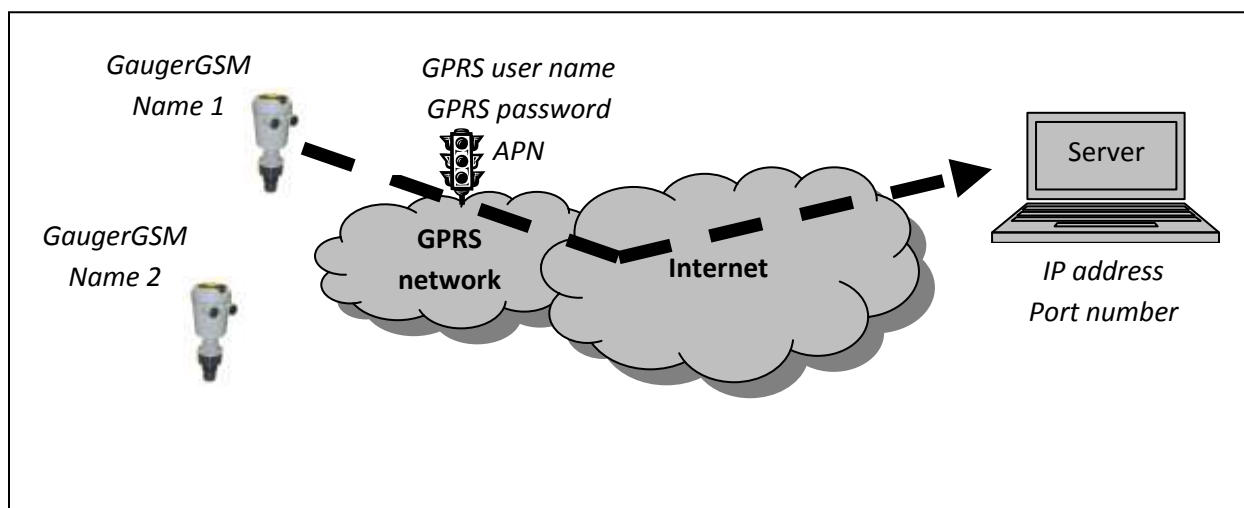 GaugerGSM
Name 1
GPRS user name
GPRS password
APN
GaugerGSM
Name 2
GPRS
network
Internet
Server
IP address
Port number